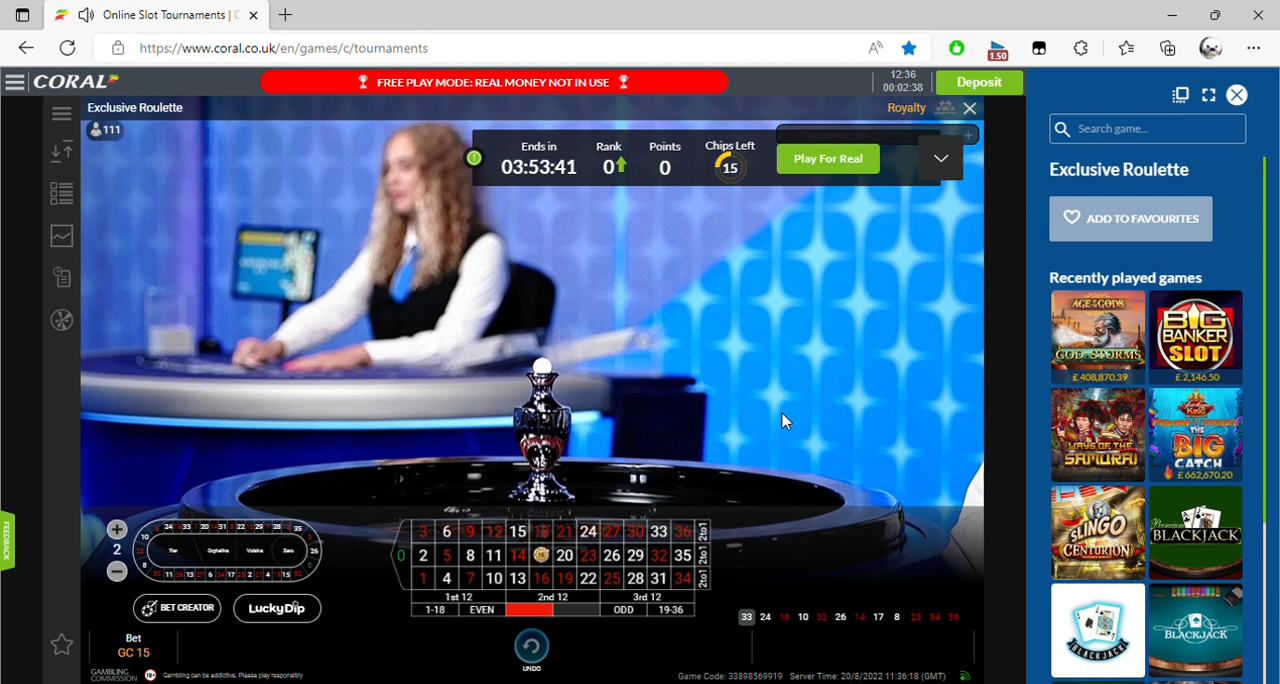 Online Slot Tournaments | C
https://www.coral.co.uk/en/games/c/tournaments
1.50
CORAL
FREE PLAY MODE: REAL MONEY NOT IN USE
12:36
00:02:38
Deposit
Exclusive Roulette
Royalty
111
Ends in
03:53:41
Rank
0
Points
0
Chips Left
15
Play For Real
Search game...
Exclusive Roulette
ADD TO FAVOURITES
Recently played games
AGE OF THE GODS
GOD OF STORMS
£408,870.39
BIG BANKER SLOT
£2,146.50
WAYS OF THE SAMURAI
THE BIG CATCH
£662,670.20
SLINGO CENTURION
Premium BLACKJACK
BLACKJACK
BLACKJACK
FEEDBACK
2
Tier
Orphelins
Voisins
Zero
3 6 9 12 15 18 21 24 27 30 33 36 2to1
0 2 5 8 11 14 20 23 26 29 32 35 2to1
1 4 7 10 13 16 19 22 25 28 31 34 2to1
1st 12 2nd 12 3rd 12
1-18 EVEN ODD 19-36
BET CREATOR
LuckyDip
33 24 16 10 32 26 14 17 8 23 34 36
Bet
GC 15
UNDO
GAMBLING COMMISSION
18+
Gambling can be addictive. Please play responsibly
Game Code: 33898569919 Server Time: 20/8/2022 11:36:18 (GMT)